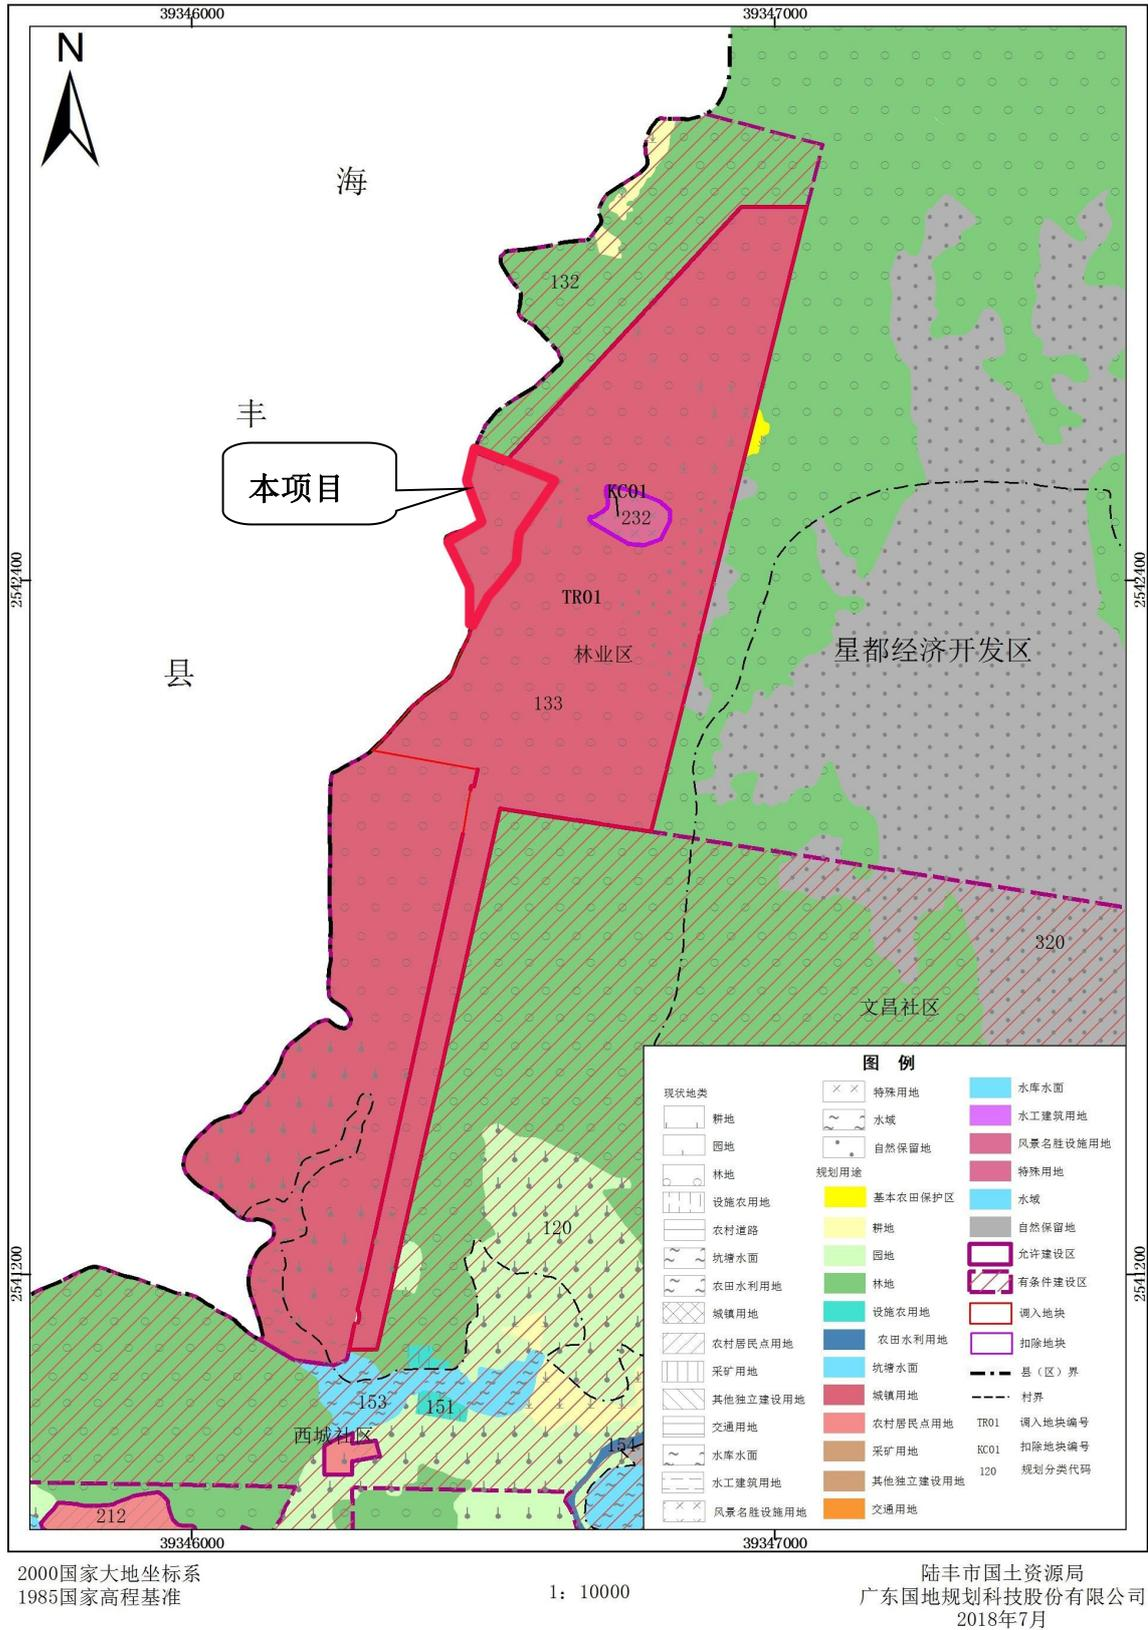 39346000
39347000
N
海
132
丰
本项目
KC01
232
2542400
2542400
TR01
林业区
星都经济开发区
县
133
320
文昌社区
图 例
现状地类
耕地
园地
林地
设施农用地
农村道路
坑塘水面
农田水利用地
城镇用地
农村居民点用地
采矿用地
其他独立建设用地
交通用地
水库水面
水工建筑用地
风景名胜设施用地
特殊用地
水域
自然保留地
规划用途
基本农田保护区
耕地
园地
林地
设施农用地
农田水利用地
坑塘水面
城镇用地
农村居民点用地
采矿用地
其他独立建设用地
交通用地
水库水面
水工建筑用地
风景名胜设施用地
特殊用地
水域
自然保留地
允许建设区
有条件建设区
调入地块
扣除地块
县（区）界
村界
TR01 调入地块编号
KC01 扣除地块编号
120 规划分类代码
120
2541200
2541200
153
151
西城社区
154
212
39346000
39347000
2000国家大地坐标系
1985国家高程基准
1：10000
陆丰市国土资源局
广东国地规划科技股份有限公司
2018年7月